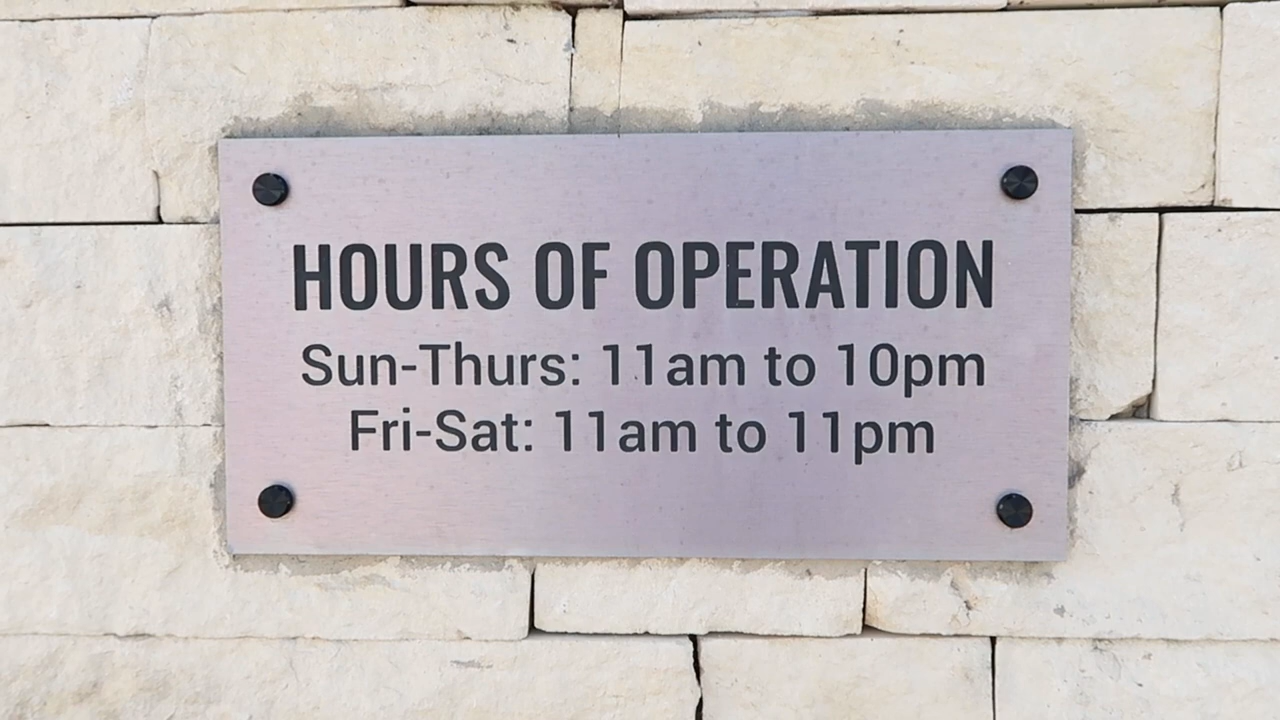 HOURS OF OPERATION
Sun-Thurs: 11am to 10pm
Fri-Sat: 11am to 11pm